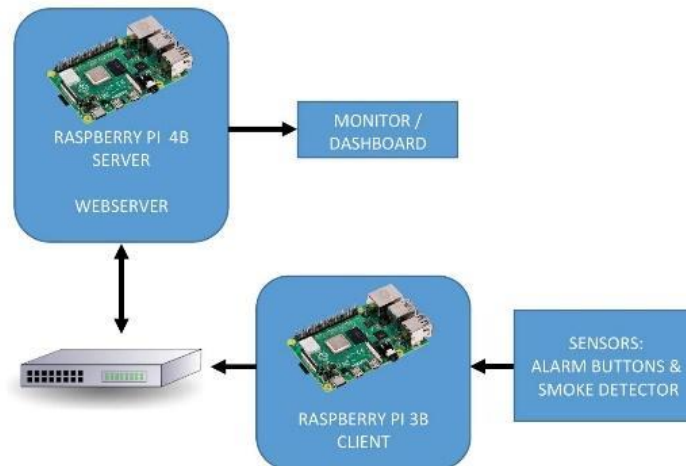 RASPBERRY PI 4B
SERVER
WEBSERVER
MONITOR /
DASHBOARD
RASPBERRY PI 3B
CLIENT
SENSORS:
ALARM BUTTONS &
SMOKE DETECTOR